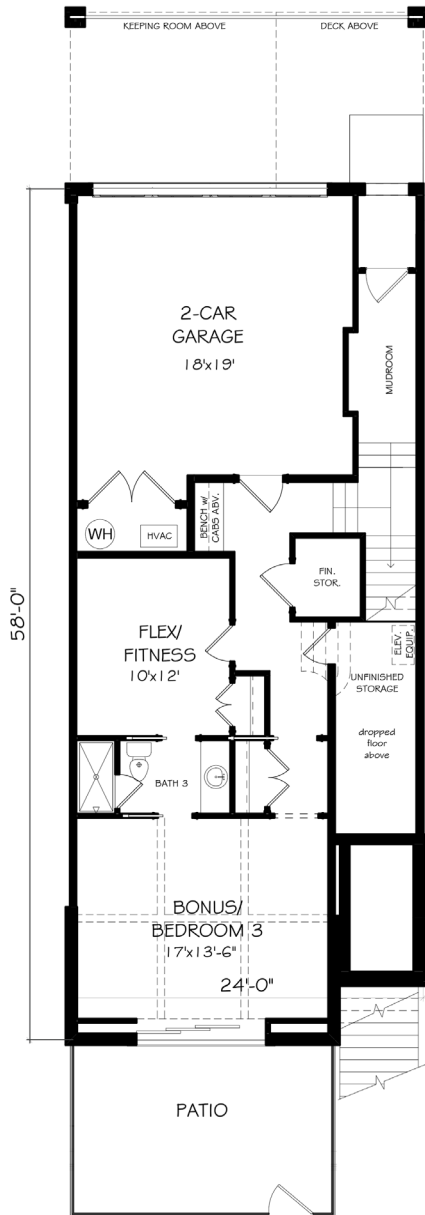 KEEPING ROOM ABOVE
DECK ABOVE
2-CAR
GARAGE
18'x19'
MUDROOM
BENCH w/
CABS ABV.
WH
HVAC
FIN.
STOR.
58'-0"
FLEX/
FITNESS
10'x12'
ELEV.
EQUIP.
UNFINISHED
STORAGE
dropped
floor
above
BATH 3
BONUS/
BEDROOM 3
17'x13'-6"
24'-0"
PATIO